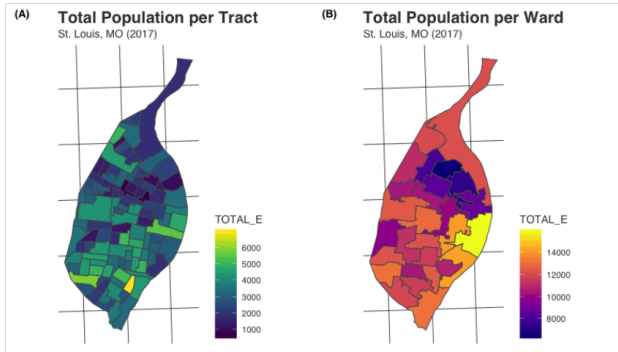 (A) Total Population per Tract
St. Louis, MO (2017)
TOTAL_E
6000
5000
4000
3000
2000
1000
(B) Total Population per Ward
St. Louis, MO (2017)
TOTAL_E
14000
12000
10000
8000